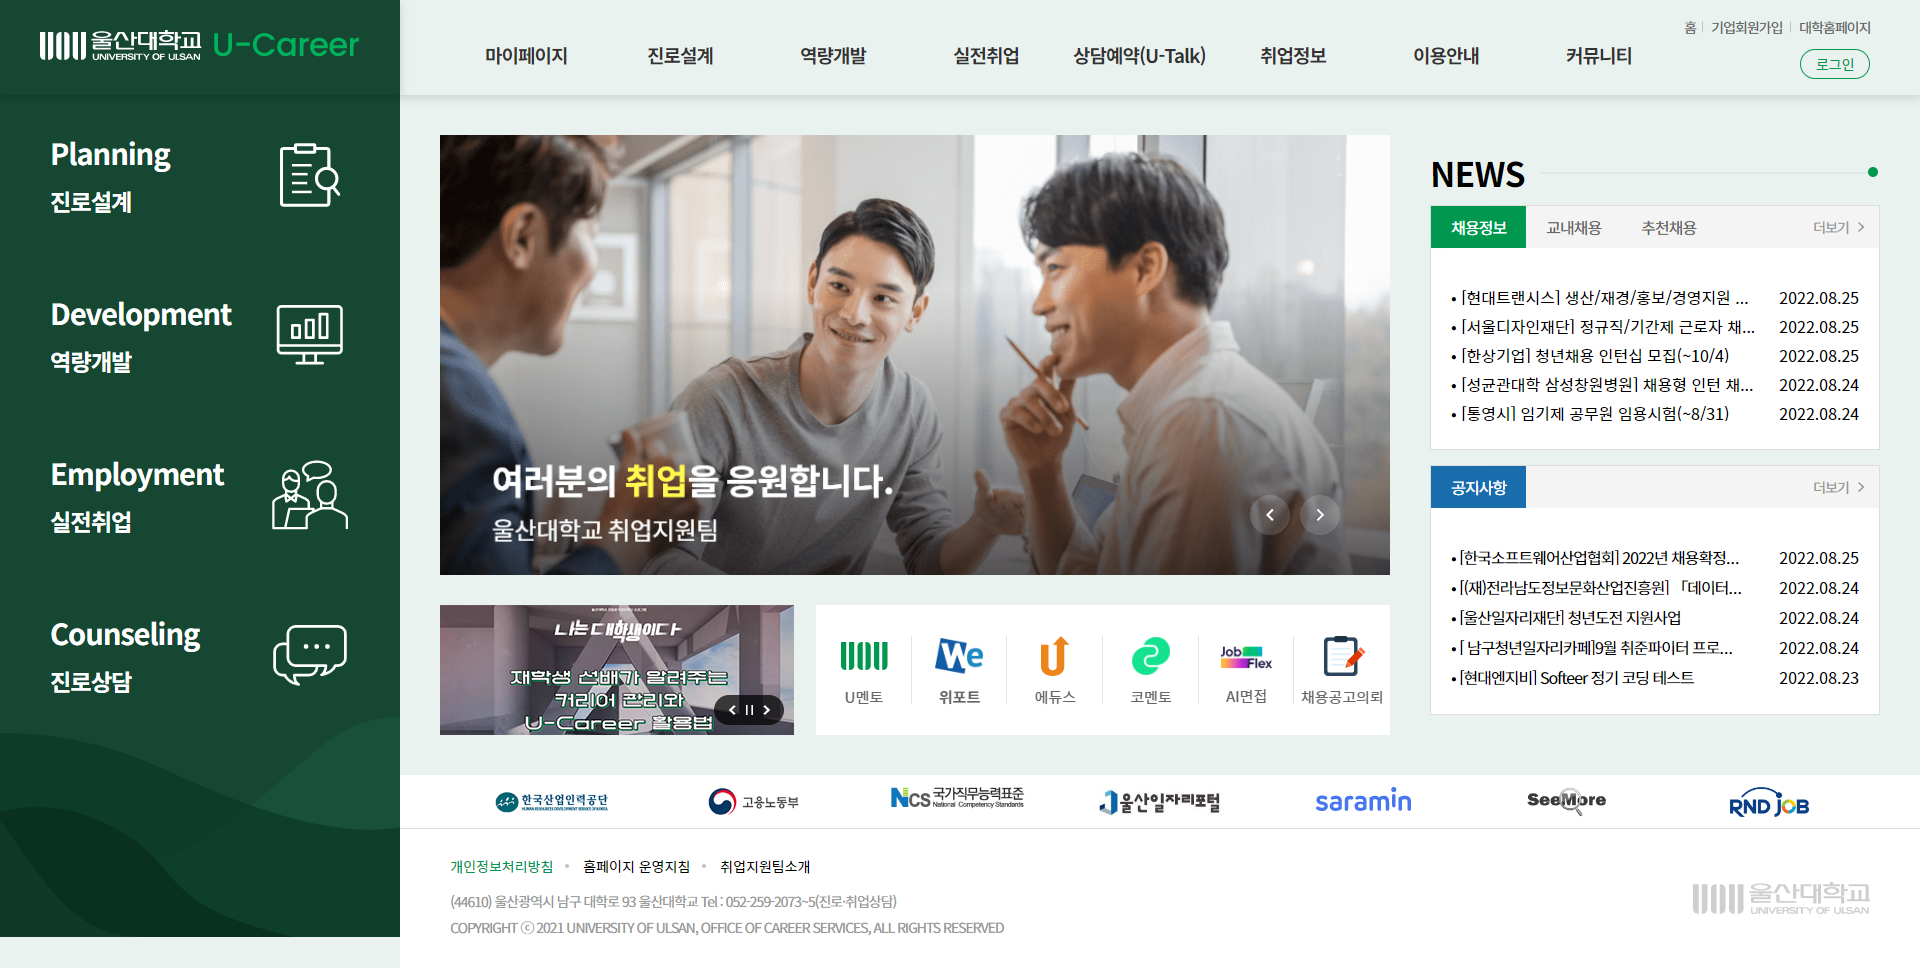 울산대학교 U-Career
UNIVERSITY OF ULSAN
홈 기업회원가입 대학홈페이지
마이페이지 진로설계 역량개발 실전취업 상담예약(U-Talk) 취업정보 이용안내 커뮤니티
로그인
Planning
진로설계
Development
역량개발
Employment
실전취업
Counseling
진로상담
여러분의 취업을 응원합니다.
울산대학교 취업지원팀
NEWS
채용정보 교내채용 추천채용 더보기
• [현대트랜시스] 생산/재경/홍보/경영지원 ... 2022.08.25
• [서울디자인재단] 정규직/기간제 근로자 채... 2022.08.25
• [한상기업] 청년채용 인턴십 모집(~10/4) 2022.08.25
• [성균관대학 삼성창원병원] 채용형 인턴 채... 2022.08.24
• [통영시] 임기제 공무원 임용시험(~8/31) 2022.08.24
공지사항 더보기
• [한국소프트웨어산업협회] 2022년 채용확정... 2022.08.25
• [(재)전라남도정보문화산업진흥원] 「데이터... 2022.08.24
• [울산일자리재단] 청년도전 지원사업 2022.08.24
• [ 남구청년일자리카페]9월 취준파이터 프로... 2022.08.24
• [현대엔지비] Softeer 정기 코딩 테스트 2022.08.23
나는 대학생이다
재학생 선배가 알려주는
커리어 관리와
U-Career 활용법
We Job Flex
U멘토 위포트 에듀스 코멘토 AI면접 채용공고의뢰
한국산업인력공단
HUMAN RESOURCES DEVELOPMENT SERVICE OF KOREA
고용노동부
NCS 국가직무능력표준
National Competency Standards
울산일자리포털
saramin
SeeMore
RND JOB
개인정보처리방침 • 홈페이지 운영지침 • 취업지원팀소개
(44610) 울산광역시 남구 대학로 93 울산대학교 Tel : 052-259-2073~5(진로·취업상담)
COPYRIGHT ⓒ 2021 UNIVERSITY OF ULSAN, OFFICE OF CAREER SERVICES, ALL RIGHTS RESERVED
울산대학교
UNIVERSITY OF ULSAN